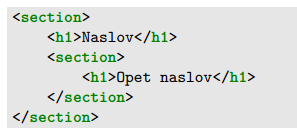 <section>
    <h1>Naslov</h1>
    <section>
        <h1>Opet naslov</h1>
    </section>
</section>